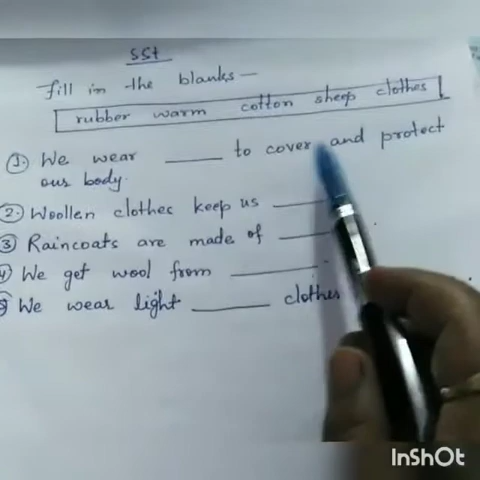 SSt
Fill in the blanks—
rubber warm cotton sheep clothes
1. We wear ____ to cover and protect
our body.
2. Woollen clothes keep us ____
3 Raincoats are made of ____
4 We get wool from ____
5 We wear light ____ clothes
InShOt